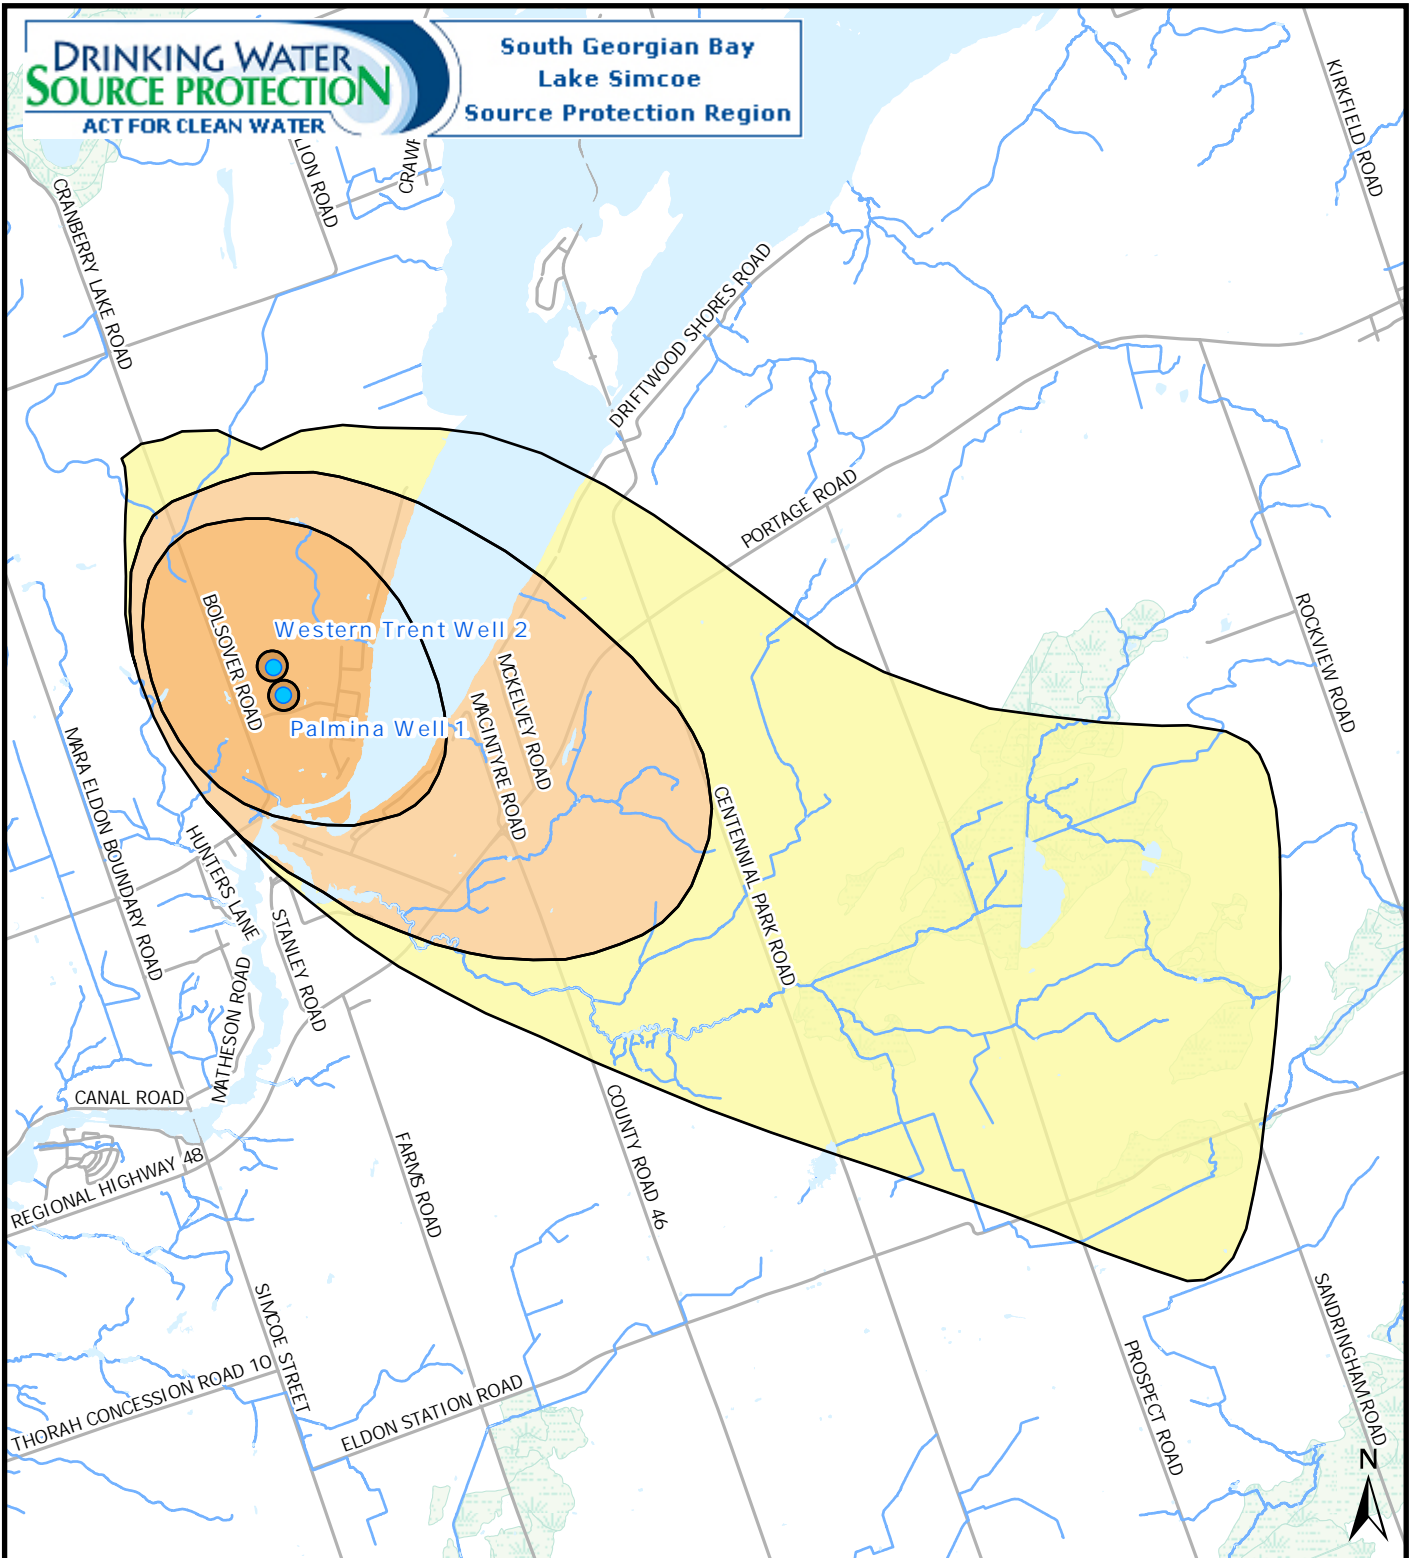 DRINKING WATER
SOURCE PROTECTION
ACT FOR CLEAN WATER
South Georgian Bay
Lake Simcoe
Source Protection Region
KIRKFIELD ROAD
LION ROAD
CRAWF
CRANBERRY LAKE ROAD
DRIFTWOOD SHORES ROAD
PORTAGE ROAD
BOLSOVER ROAD
Western Trent Well 2
Palmina Well 1
MCKELVEY ROAD
MACINTYRE ROAD
ROCKVIEW ROAD
MARA ELDON BOUNDARY ROAD
HUNTERS LANE
STANLEY ROAD
MATHESON ROAD
CENTENNIAL PARK ROAD
CANAL ROAD
REGIONAL HIGHWAY 48
FARMS ROAD
COUNTY ROAD 46
SIMCOE STREET
THORAH CONCESSION ROAD 10
ELDON STATION ROAD
PROSPECT ROAD
SANDRINGHAM ROAD
N